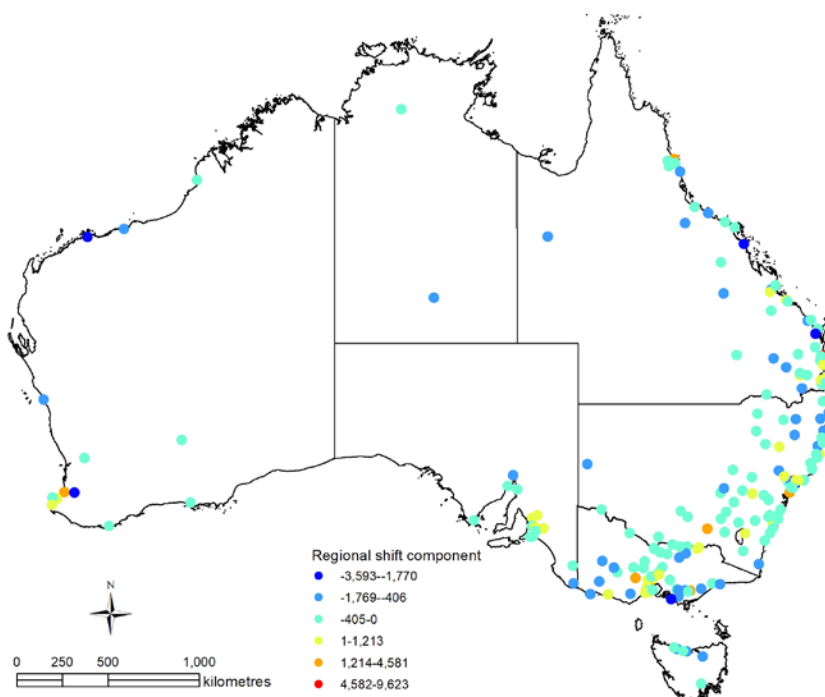 Regional shift component
-3,593--1,770
-1,769--406
-405-0
1-1,213
1,214-4,581
4,582-9,623
N
0 250 500 1,000
kilometres